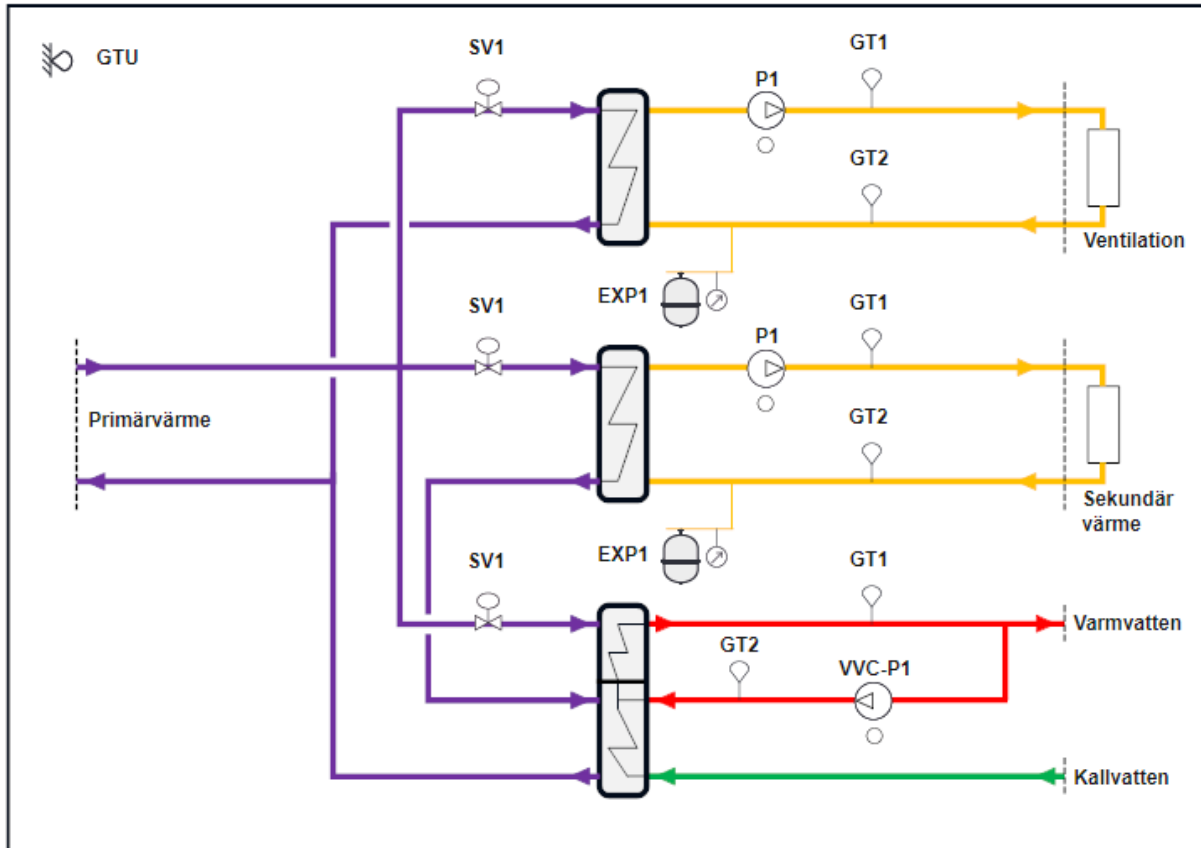 GTU
SV1
P1
GT1
GT2
Ventilation
EXP1
SV1
P1
GT1
GT2
Primärvärme
Sekundär
värme
EXP1
SV1
GT1
Varmvatten
GT2
VVC-P1
Kallvatten